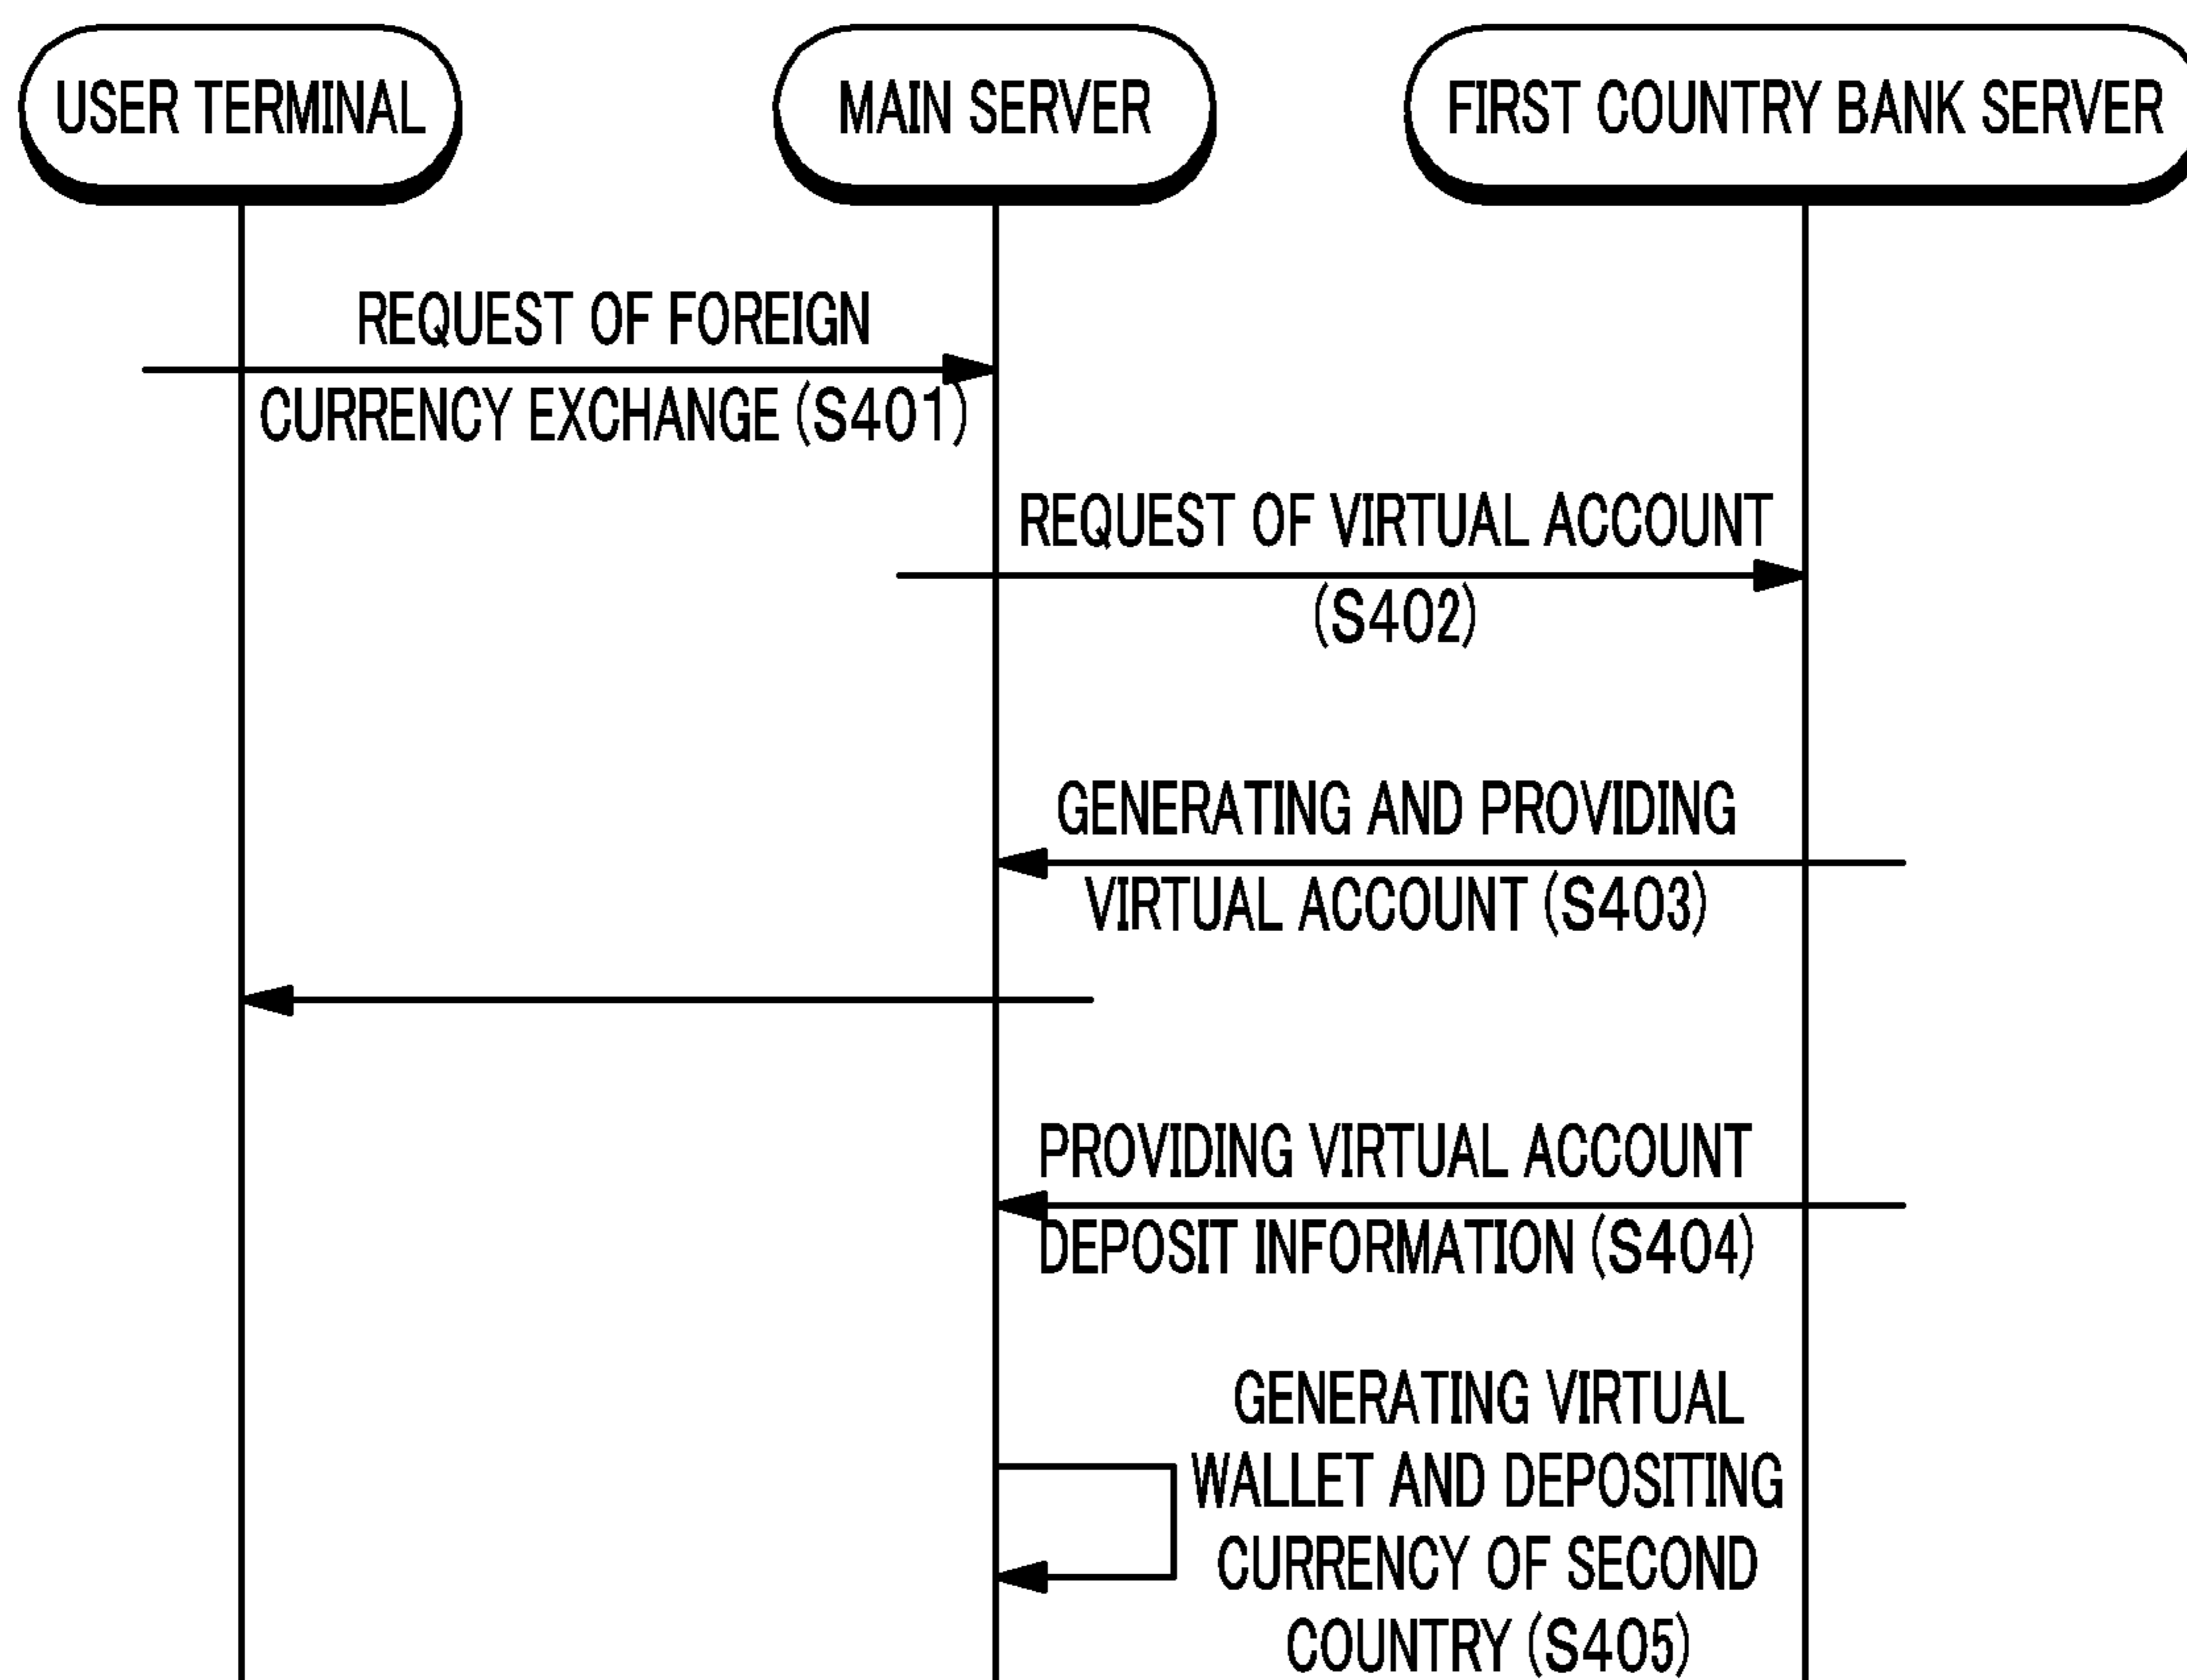 USER TERMINAL
MAIN SERVER
FIRST COUNTRY BANK SERVER
REQUEST OF FOREIGN
CURRENCY EXCHANGE (S401)
REQUEST OF VIRTUAL ACCOUNT
(S402)
GENERATING AND PROVIDING
VIRTUAL ACCOUNT (S403)
PROVIDING VIRTUAL ACCOUNT
DEPOSIT INFORMATION (S404)
GENERATING VIRTUAL
WALLET AND DEPOSITING
CURRENCY OF SECOND
COUNTRY (S405)